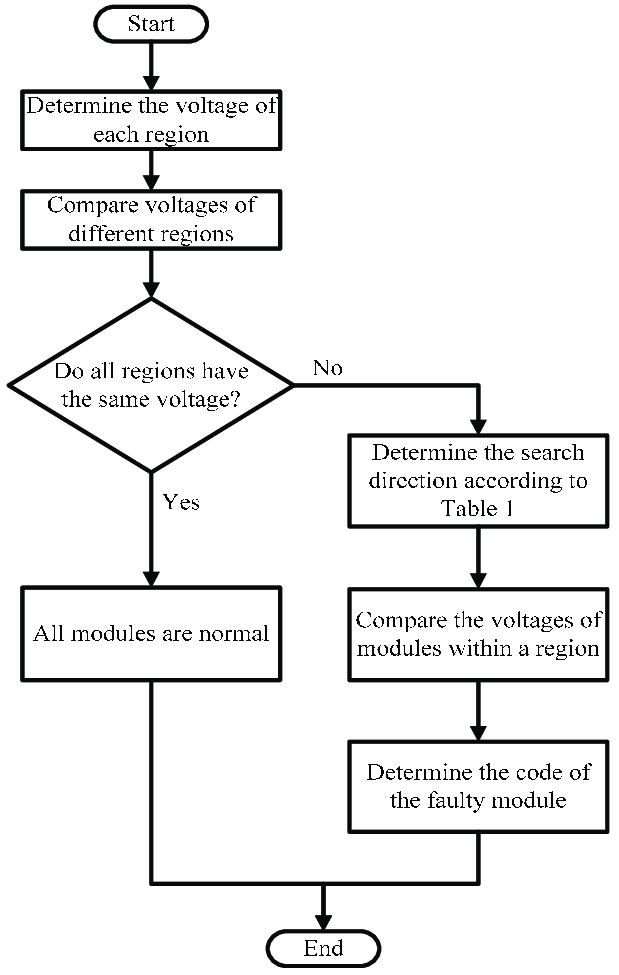 Start
Determine the voltage of
each region
Compare voltages of
different regions
Do all regions have
the same voltage?
No
Yes
Determine the search
direction according to
Table 1
All modules are normal
Compare the voltages of
modules within a region
Determine the code of
the faulty module
End